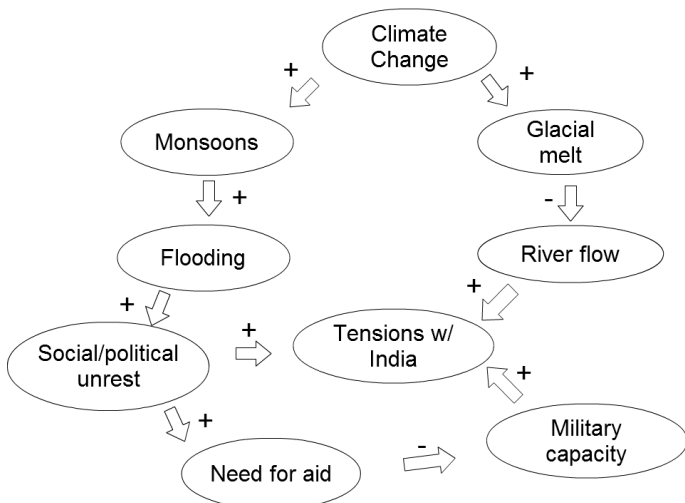 Climate
Change
+
+
Monsoons
Glacial
melt
+
-
Flooding
River flow
+
+
Social/political
unrest
+
Tensions w/
India
+
+
Military
capacity
-
Need for aid